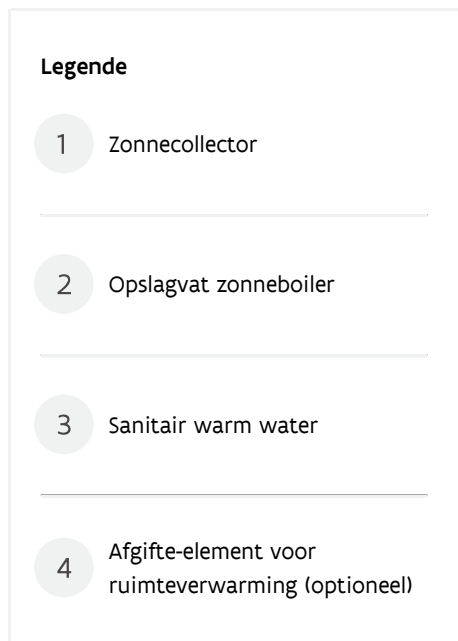 Legende
1 Zonnecollector
2 Opslagvat zonneboiler
3 Sanitair warm water
4 Afgifte-element voor
ruimteverwarming (optioneel)